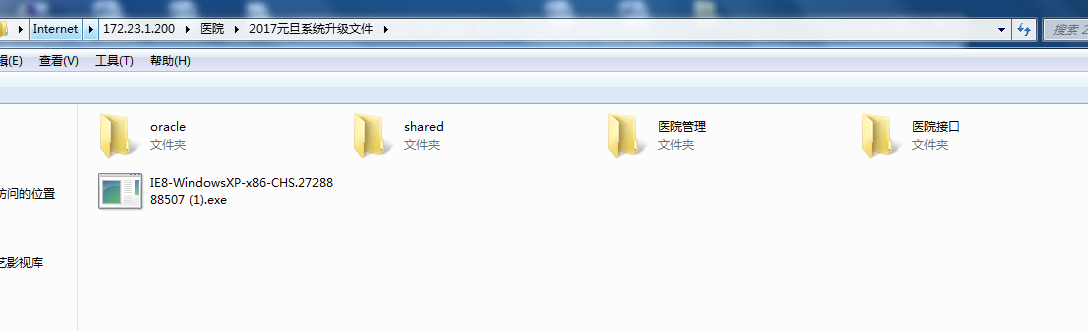 Internet 172.23.1.200 医院 2017元旦系统升级文件 搜索 2
辑(E) 查看(V) 工具(T) 帮助(H)
oracle
文件夹
shared
文件夹
医院管理
文件夹
医院接口
文件夹
IE8-WindowsXP-x86-CHS.27288
88507 (1).exe
访问的位置
艺影视库